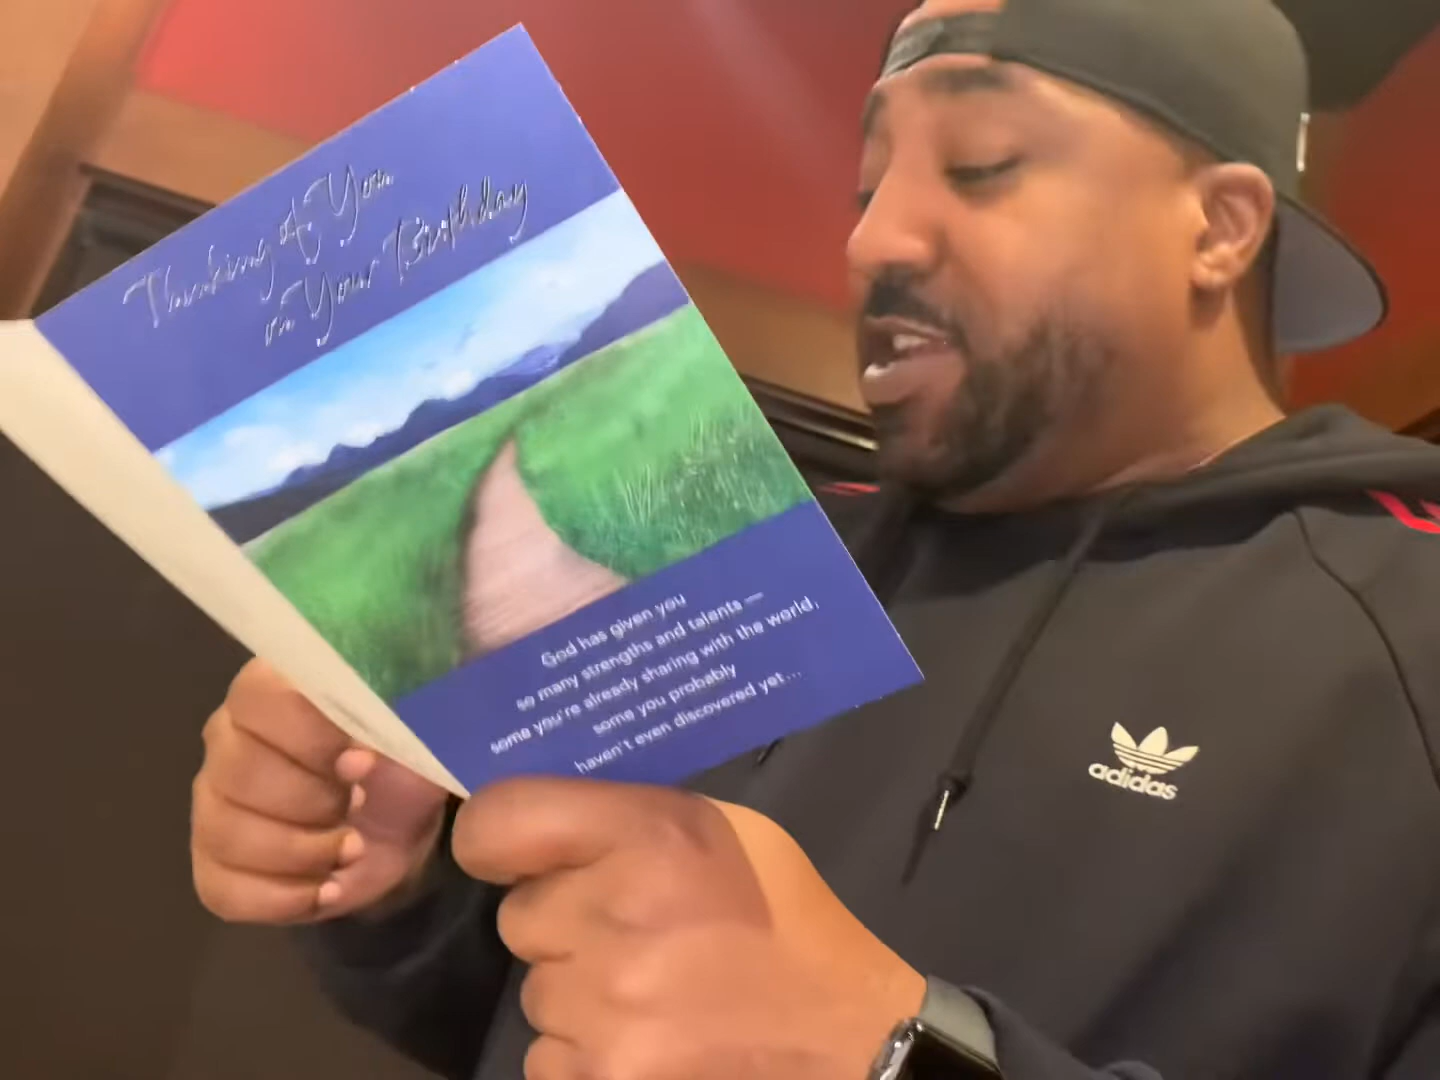 Thinking of You
on Your Birthday
God has given you
so many strengths and talents —
some you're already sharing with the world,
some you probably
haven't even discovered yet...
adidas